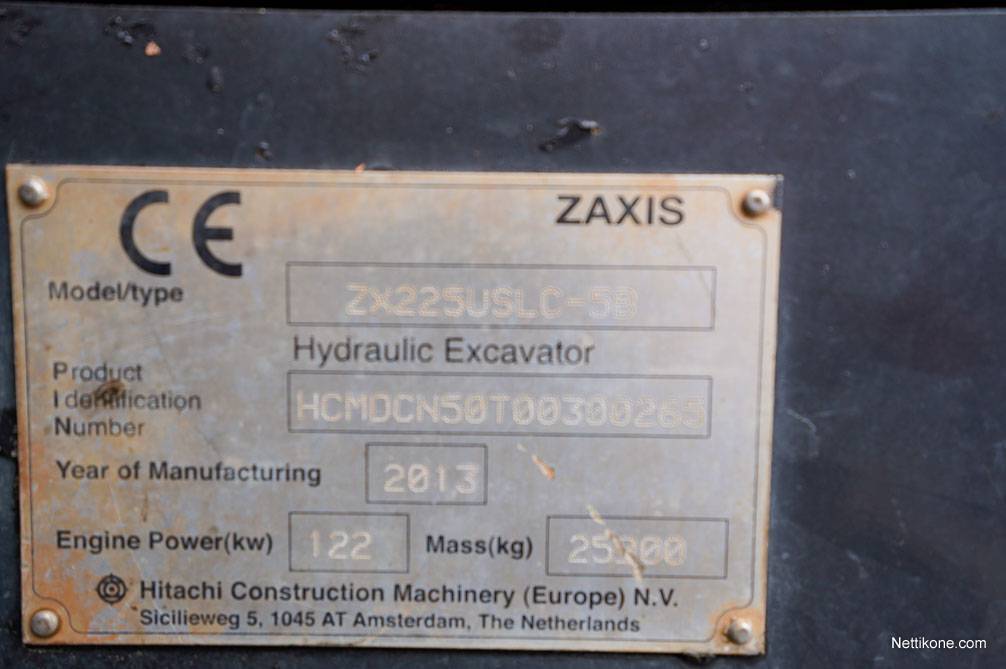 CE
ZAXIS
Model/type ZX225USLC-5B
Hydraulic Excavator
Product
Identification
Number
HCMDCN50T00300265
Year of Manufacturing 2013
Engine Power(kw) 122 Mass(kg)
Hitachi Construction Machinery (Europe) N.V.
Sicilieweg 5, 1045 AT Amsterdam, The Netherlands
Nettikone.com